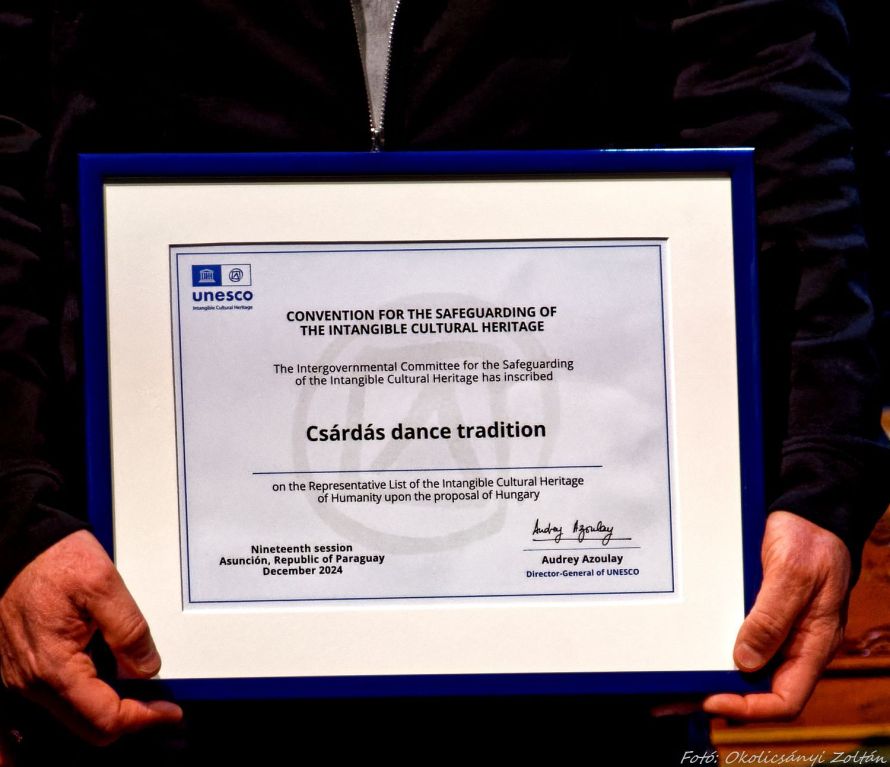 unesco
Intangible Cultural Heritage
CONVENTION FOR THE SAFEGUARDING OF
THE INTANGIBLE CULTURAL HERITAGE
The Intergovernmental Committee for the Safeguarding
of the Intangible Cultural Heritage has inscribed
Csárdás dance tradition
on the Representative List of the Intangible Cultural Heritage
of Humanity upon the proposal of Hungary
Nineteenth session
Asunción, Republic of Paraguay
December 2024
Audrey Azoulay
Audrey Azoulay
Director-General of UNESCO
Fotó: Okolicsányi Zoltán